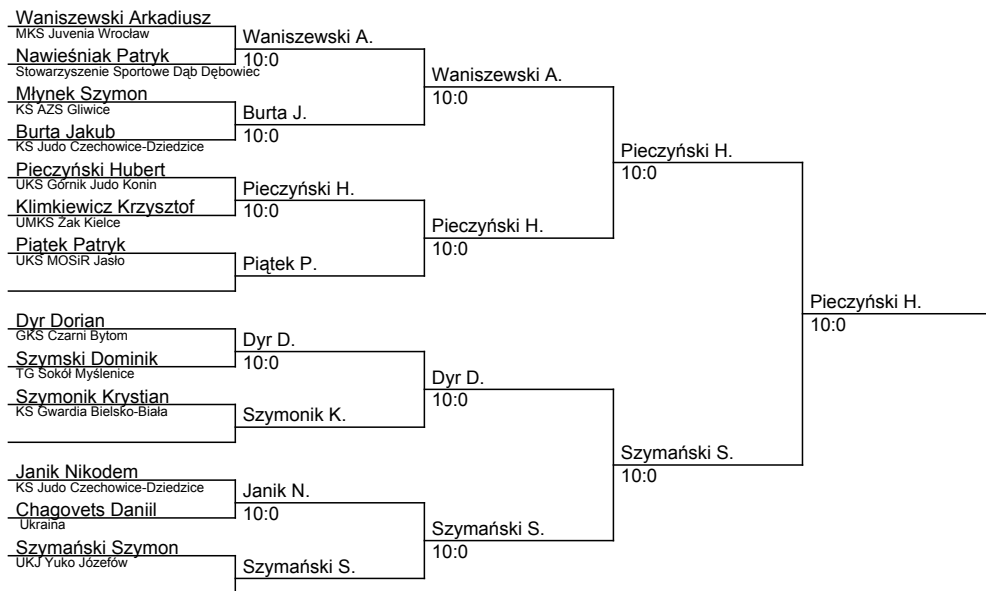 Waniszewski Arkadiusz
MKS Juvenia Wrocław
Nawieśniak Patryk
Stowarzyszenie Sportowe Dąb Dębowiec
Młynek Szymon
KS AZS Gliwice
Burta Jakub
KS Judo Czechowice-Dziedzice
Pieczyński Hubert
UKS Górnik Judo Konin
Klimkiewicz Krzysztof
UMKS Żak Kielce
Piątek Patryk
UKS MOSiR Jasło
Dyr Dorian
GKS Czarni Bytom
Szymski Dominik
TG Sokół Myślenice
Szymonik Krystian
KS Gwardia Bielsko-Biała
Janik Nikodem
KS Judo Czechowice-Dziedzice
Chagovets Daniil
Ukraina
Szymański Szymon
UKJ Yuko Józefów
Waniszewski A.
10:0
Burta J.
10:0
Pieczyński H.
10:0
Piątek P.
Dyr D.
10:0
Szymonik K.
Janik N.
10:0
Szymański S.
Waniszewski A.
10:0
Pieczyński H.
10:0
Dyr D.
10:0
Szymański S.
10:0
Pieczyński H.
10:0
Szymański S.
10:0
Pieczyński H.
10:0